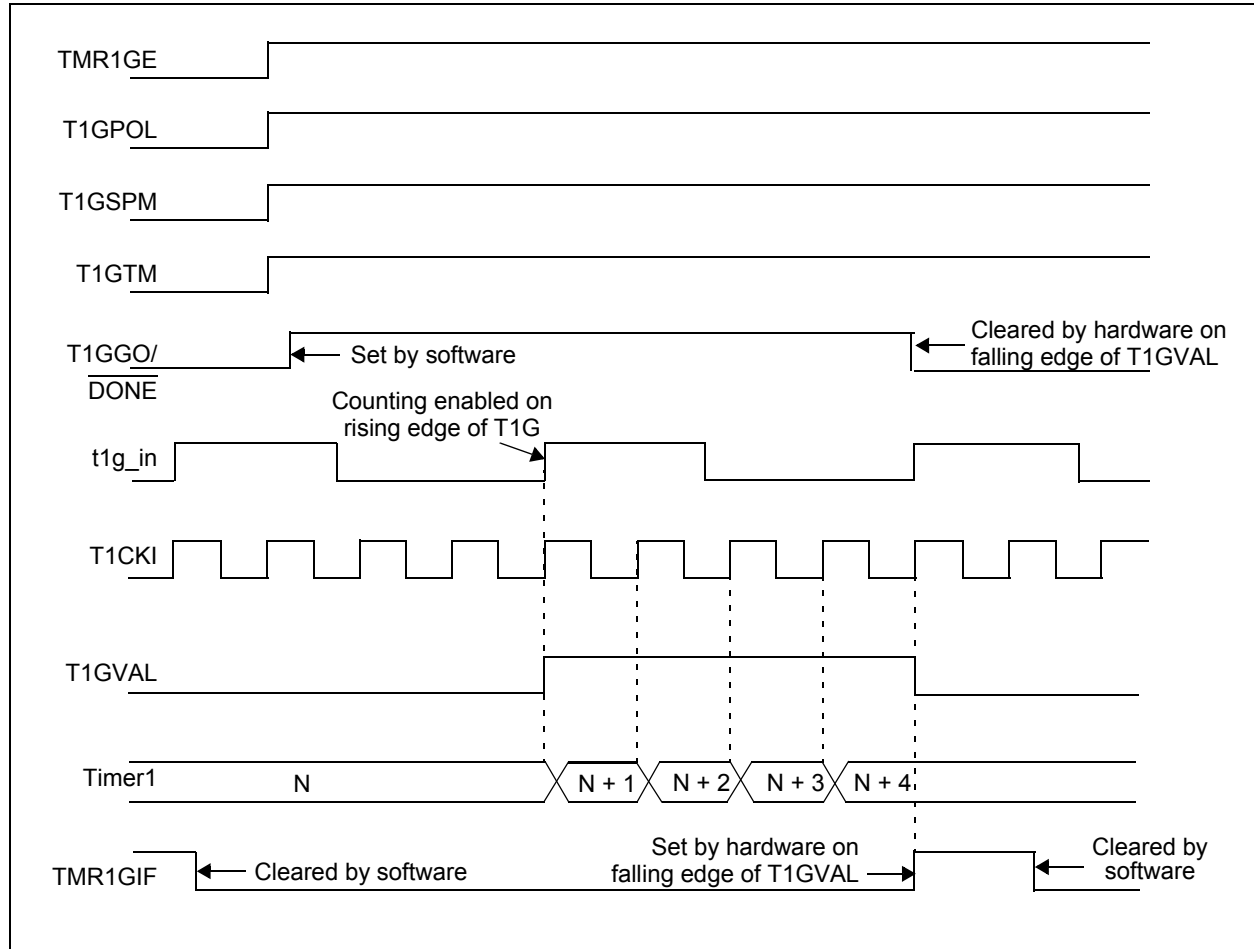 TMR1GE
T1GPOL
T1GSPM
T1GTM
T1GGO/
DONE
Set by software
Cleared by hardware on
falling edge of T1GVAL
Counting enabled on
rising edge of T1G
t1g_in
T1CKI
T1GVAL
Timer1
N
N + 1
N + 2
N + 3
N + 4
TMR1GIF
Cleared by software
Set by hardware on
falling edge of T1GVAL
Cleared by
software